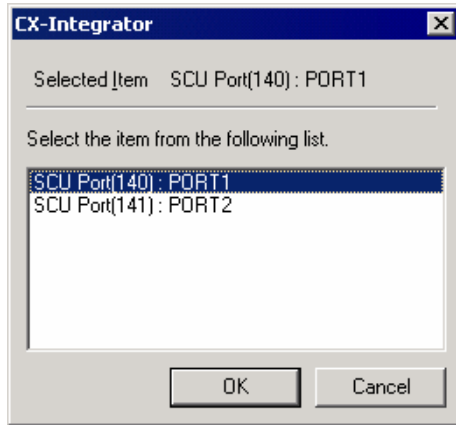 CX-Integrator
Selected Item SCU Port(140) : PORT1
Select the item from the following list.
SCU Port(140) : PORT1
SCU Port(141) : PORT2
OK Cancel